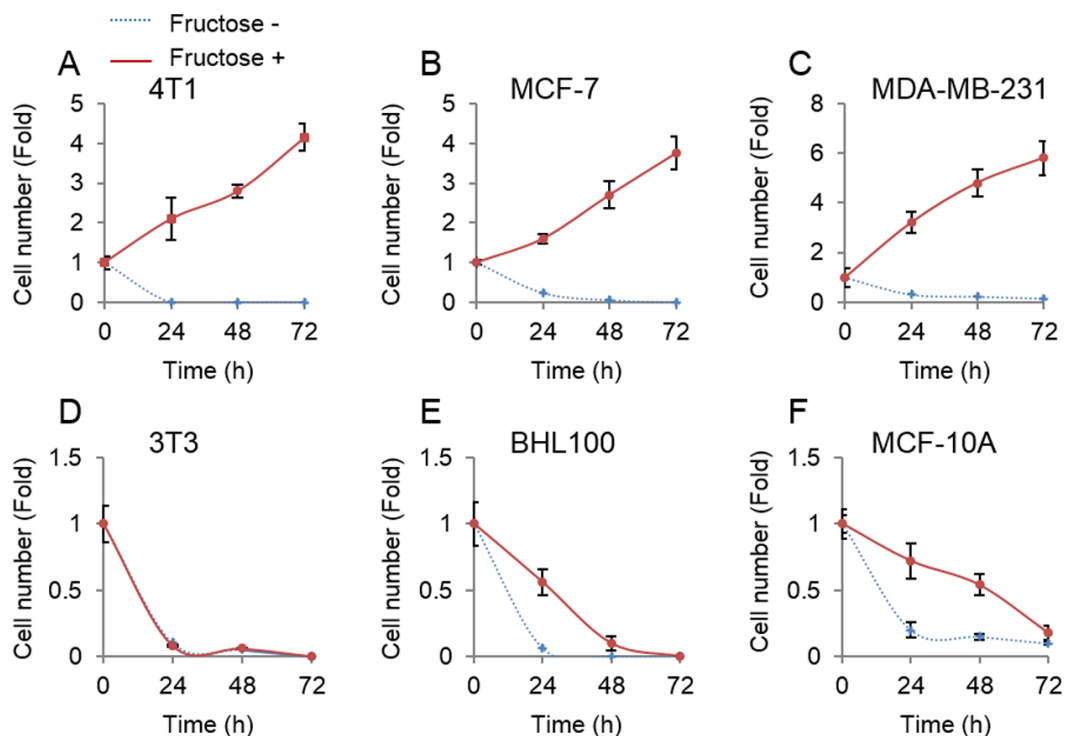 Fructose -
Fructose +
A
4T1
Cell number (Fold)
5
4
3
2
1
0
0 24 48 72
Time (h)
B
MCF-7
Cell number (Fold)
5
4
3
2
1
0
0 24 48 72
Time (h)
C
MDA-MB-231
Cell number (Fold)
8
6
4
2
0
0 24 48 72
Time (h)
D
3T3
Cell number (Fold)
1.5
1
0.5
0
0 24 48 72
Time (h)
E
BHL100
Cell number (Fold)
1.5
1
0.5
0
0 24 48 72
Time (h)
F
MCF-10A
Cell number (Fold)
1.5
1
0.5
0
0 24 48 72
Time (h)